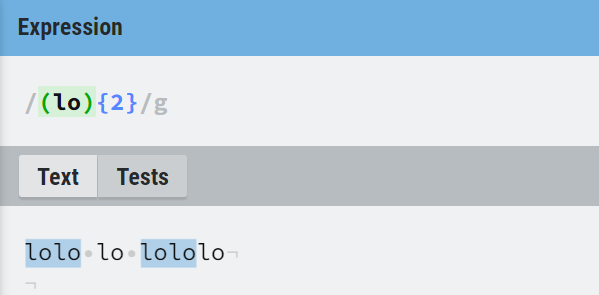 Expression
/(lo){2}/g
Text Tests
lolo•lo•lololo¬
¬